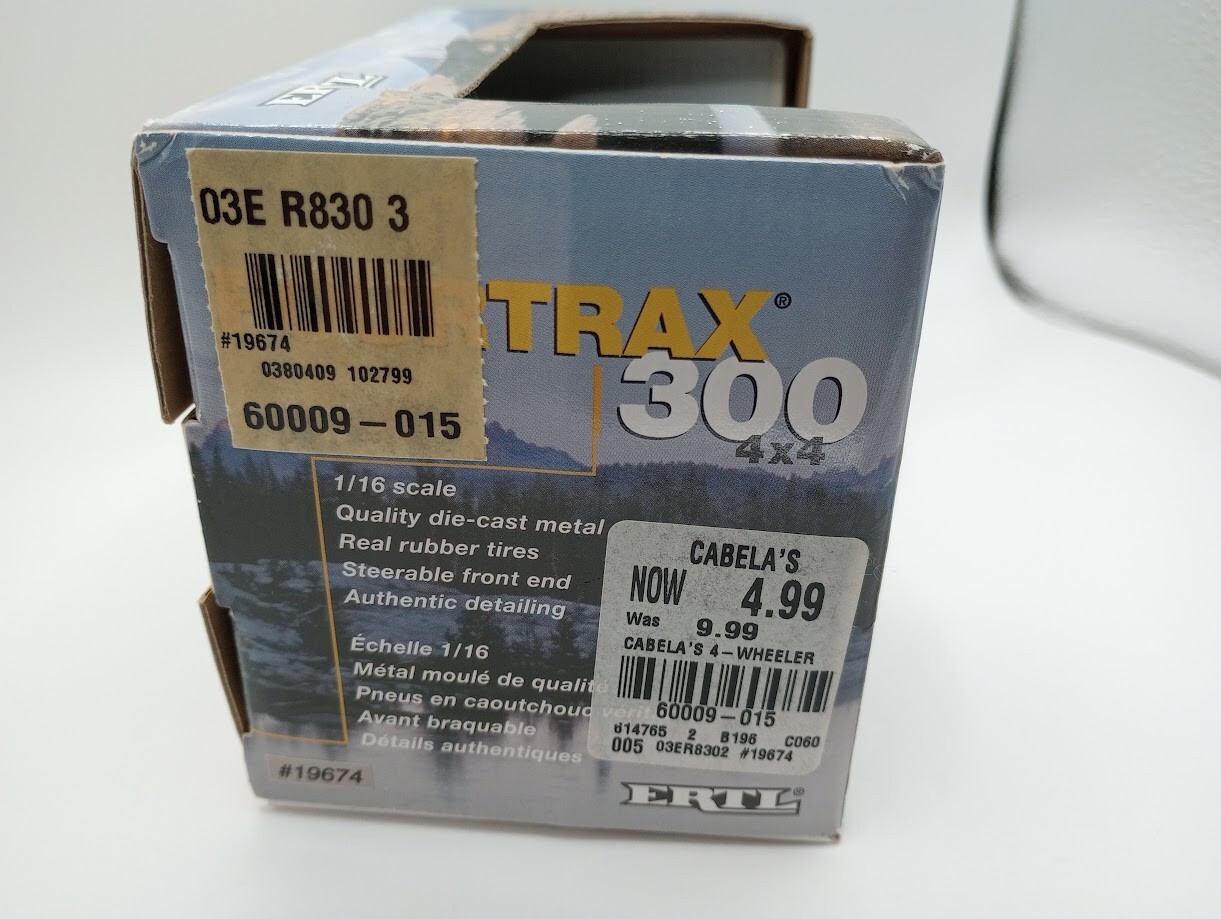 ERTL
03E R830 3
#19674
0380409 102799
60009-015
TRAX®
300
4x4
1/16 scale
Quality die-cast metal
Real rubber tires
Steerable front end
Authentic detailing
Échelle 1/16
Métal moulé de qualité
Pneus en caoutchouc vérit
Avant braquable
Détails authentiques
#19674
CABELA'S
NOW 4.99
Was 9.99
CABELA'S 4-WHEELER
60009-015
614765 2 B196 C060
005 03ER8302 #19674
ERTL®